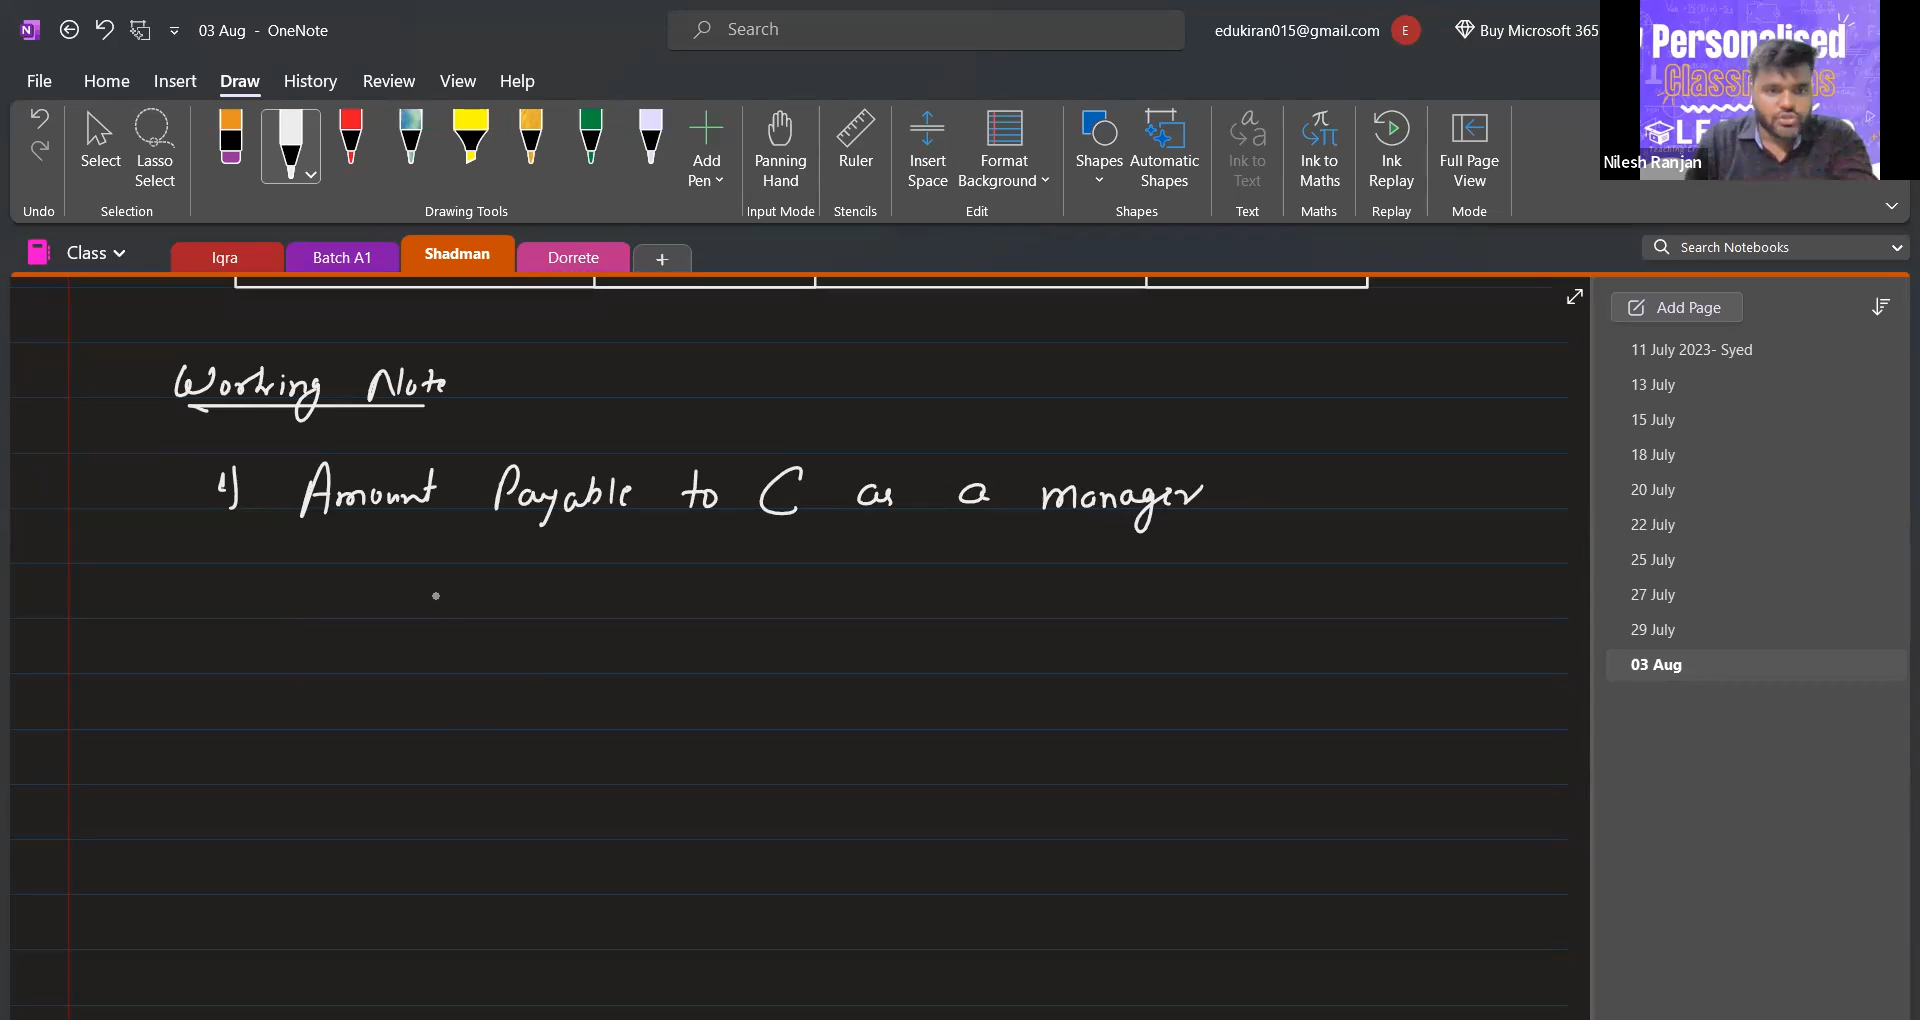 03 Aug - OneNote
Search
edukiran015@gmail.com
E
Buy Microsoft 365
Personalised
Nilesh Ranjan
File Home Insert Draw History Review View Help
Select
Lasso Select
Add Pen
Panning Hand
Ruler
Insert Space
Format Background
Shapes
Automatic Shapes
Ink to Text
Ink to Maths
Ink Replay
Full Page View
Undo Selection Drawing Tools Input Mode Stencils Edit Shapes Text Maths Replay Mode
Class Iqra Batch A1 Shadman Dorrete +
Search Notebooks
Add Page
11 July 2023- Syed
13 July
15 July
18 July
20 July
22 July
25 July
27 July
29 July
03 Aug
Working Note
1) Amount Payable to C as a manager